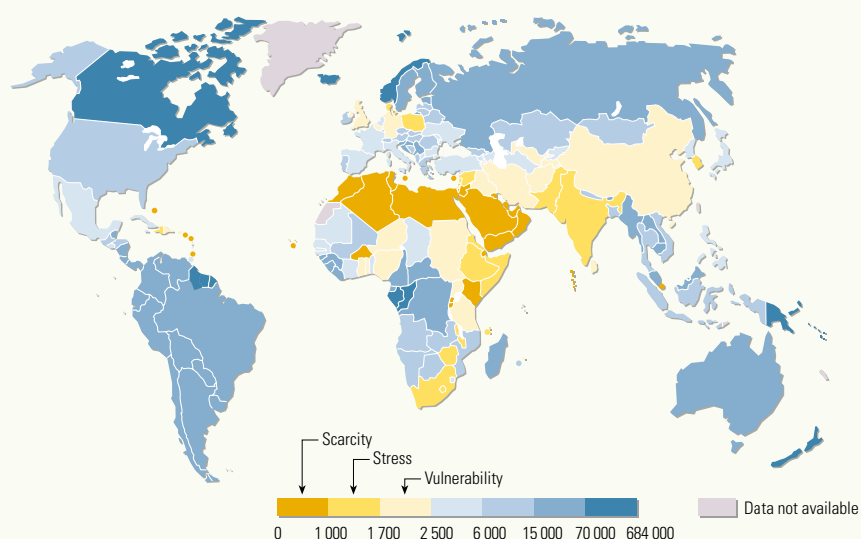 Scarcity
Stress
Vulnerability
0 1 000 1 700 2 500 6 000 15 000 70 000 684 000
Data not available